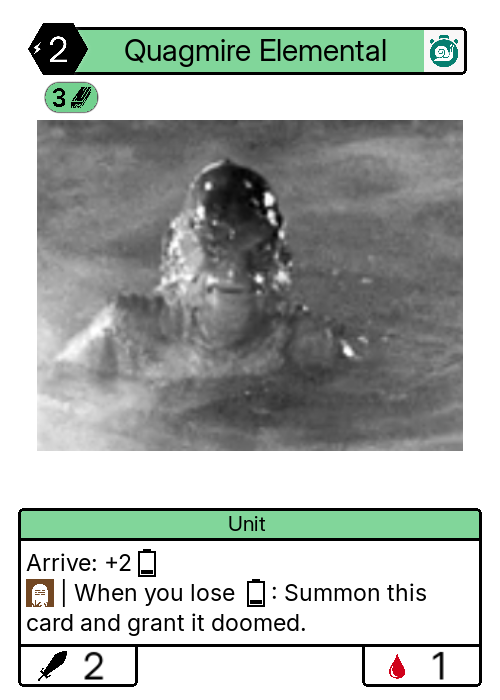 2
Quagmire Elemental
3
Unit
Arrive: +2
| When you lose : Summon this
card and grant it doomed.
2
1